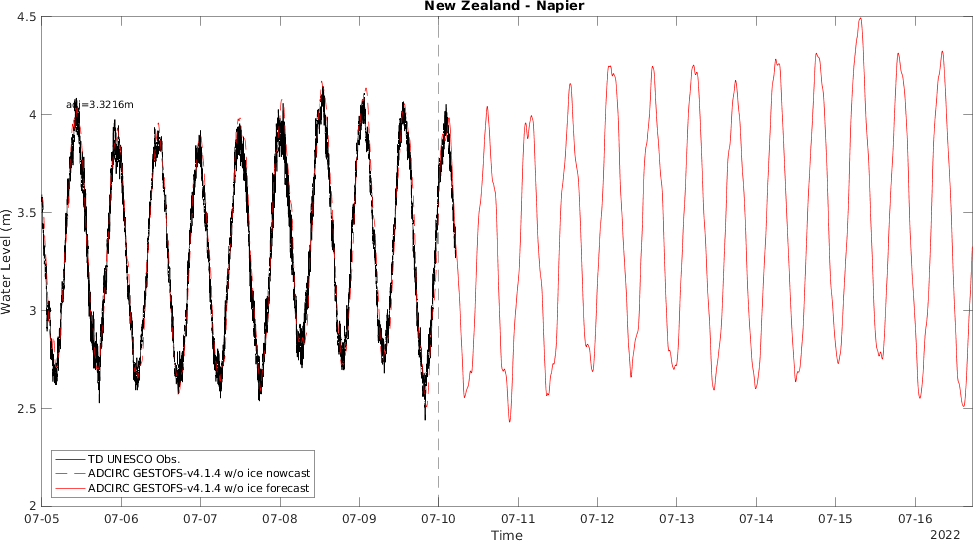 New Zealand - Napier
4.5
4
3.5
3
2.5
2
Water Level (m)
adj=3.3216m
TD UNESCO Obs.
ADCIRC GESTOFS-v4.1.4 w/o ice nowcast
ADCIRC GESTOFS-v4.1.4 w/o ice forecast
07-05 07-06 07-07 07-08 07-09 07-10 07-11 07-12 07-13 07-14 07-15 07-16
Time
2022